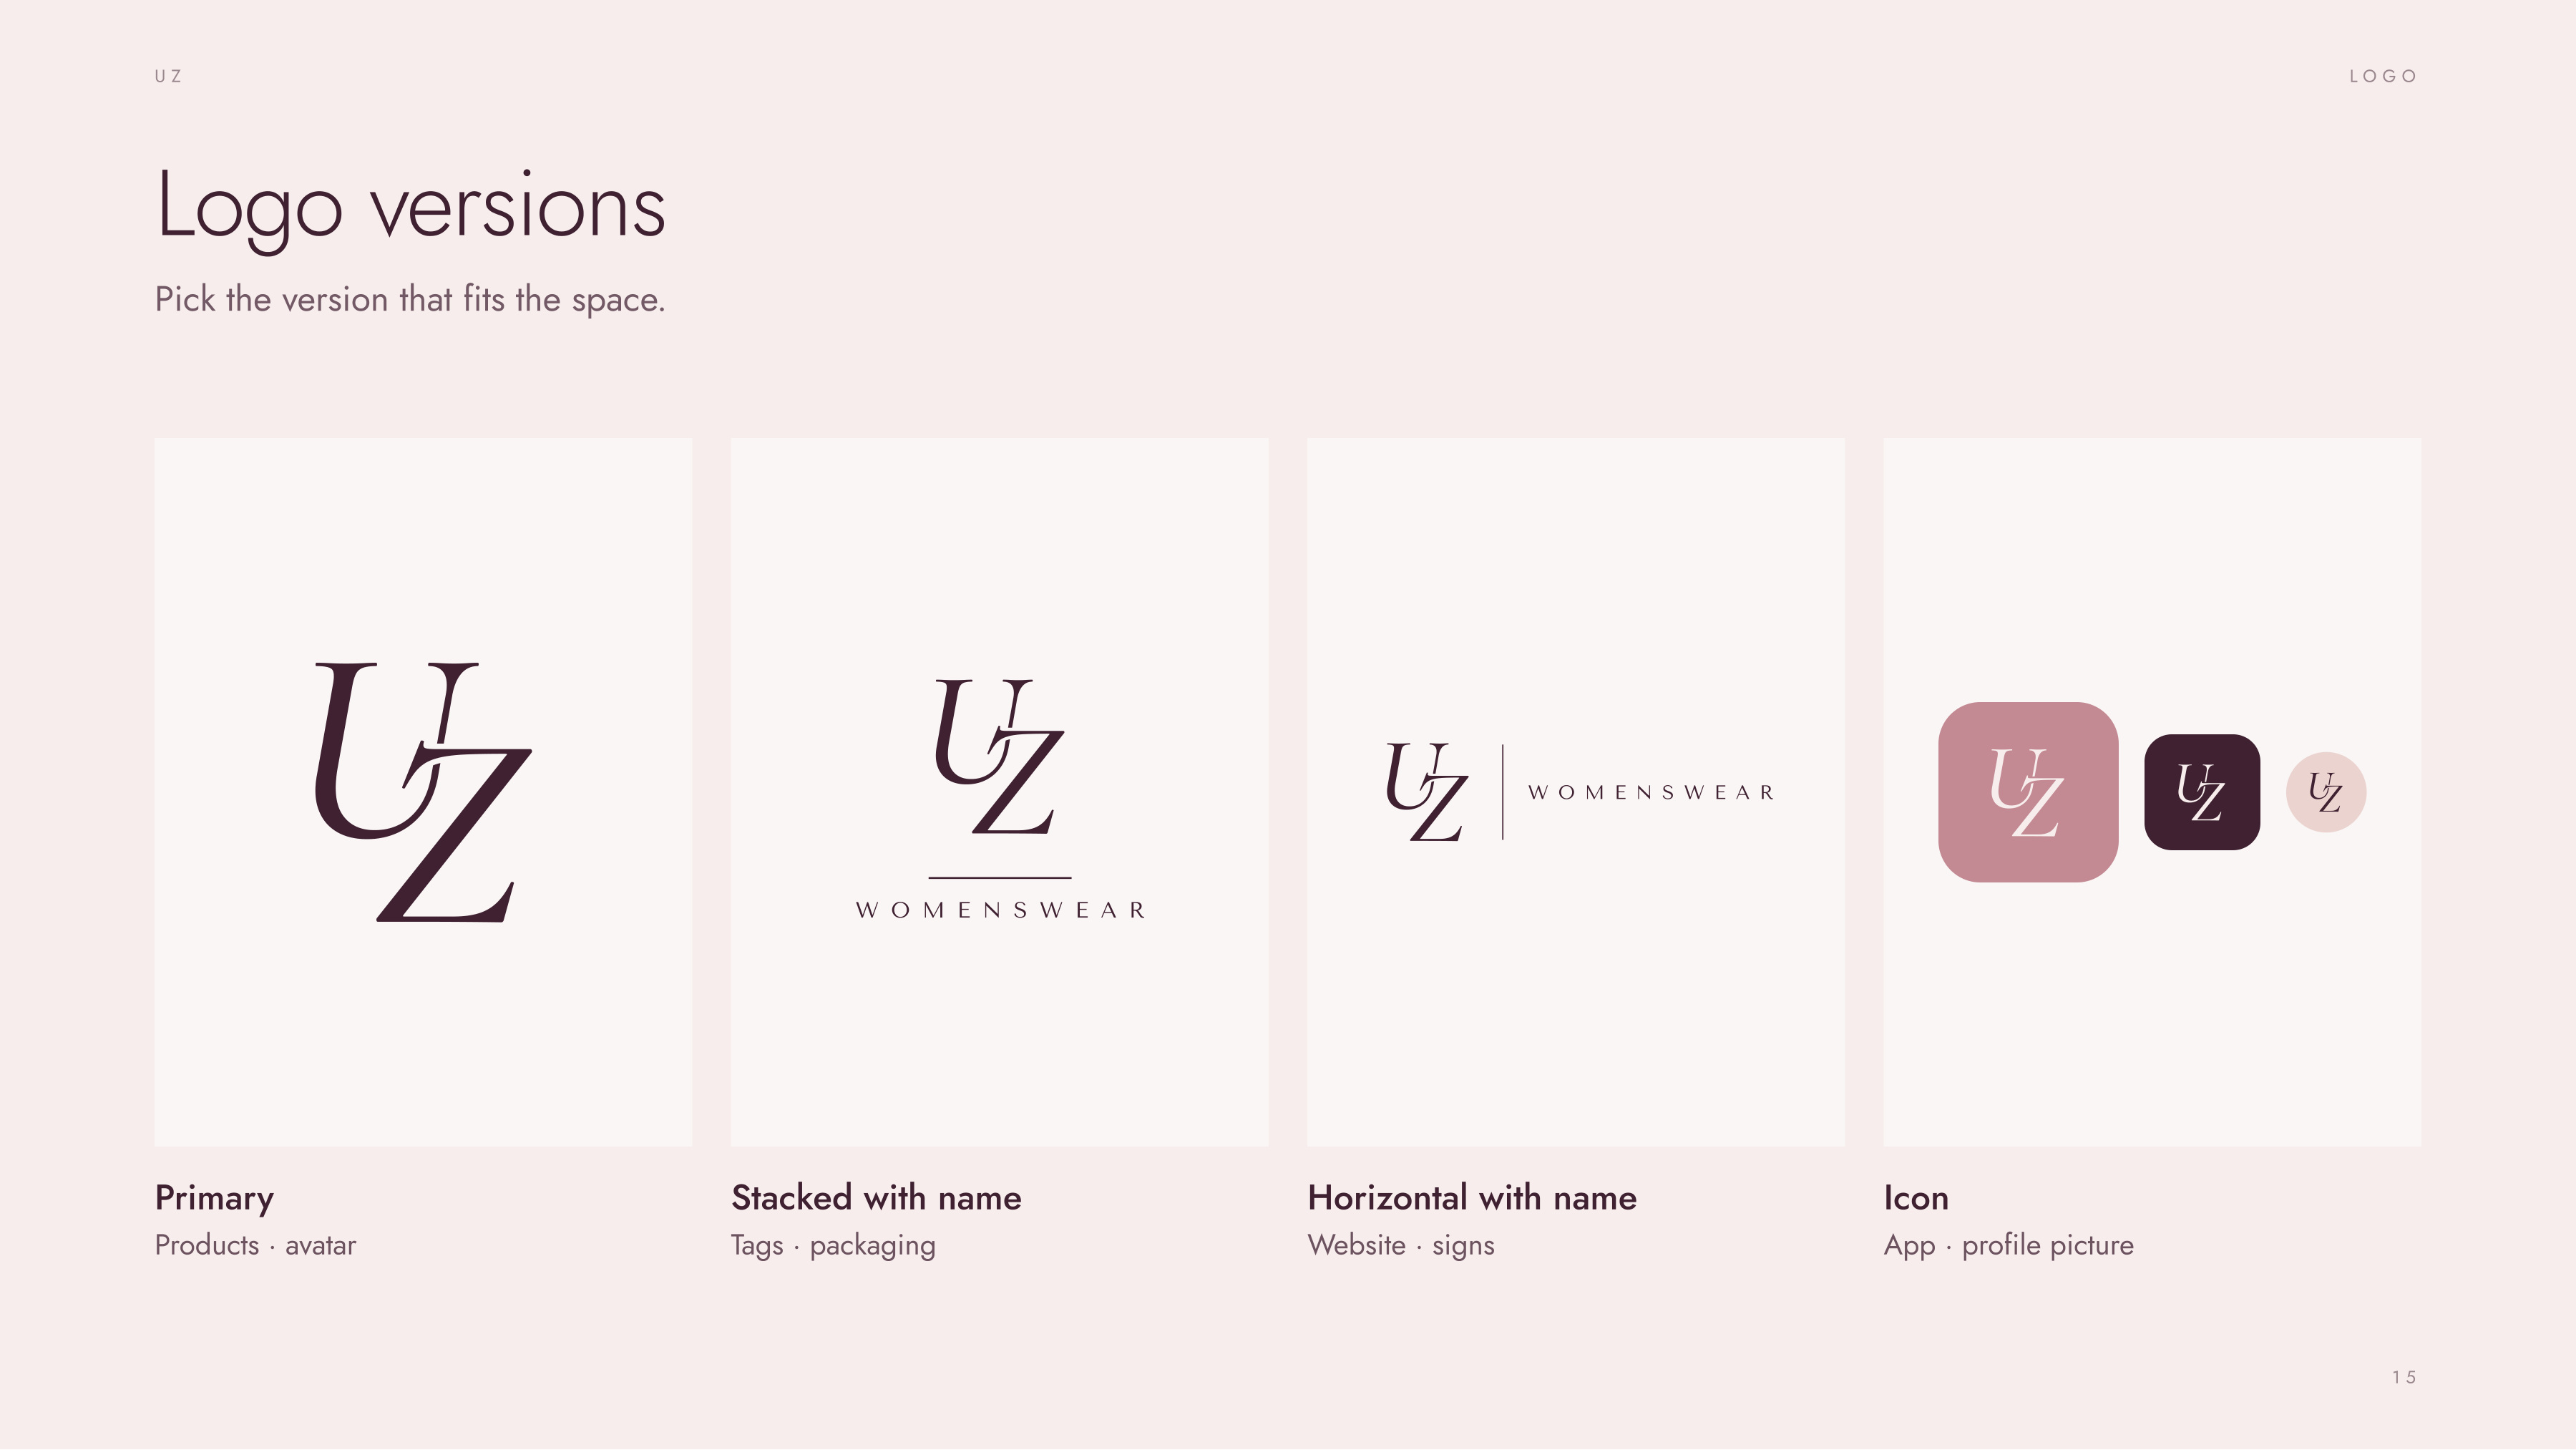 UZ
LOGO
Logo versions
Pick the version that fits the space.
UZ
UZ
WOMENSWEAR
UZ
WOMENSWEAR
UZ
UZ
UZ
Primary
Products · avatar
Stacked with name
Tags · packaging
Horizontal with name
Website · signs
Icon
App · profile picture
15